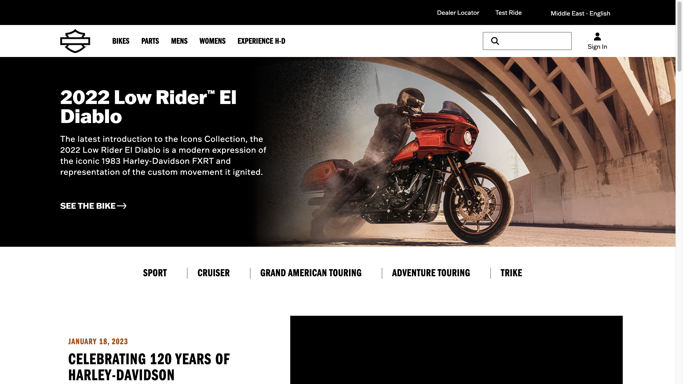 Dealer Locator
Test Ride
Middle East - English
BIKES
PARTS
MENS
WOMENS
EXPERIENCE H-D
Sign In
2022 Low Rider™ El
Diablo
The latest introduction to the Icons Collection, the
2022 Low Rider El Diablo is a modern expression of
the iconic 1983 Harley-Davidson FXRT and
representation of the custom movement it ignited.
SEE THE BIKE
SPORT
CRUISER
GRAND AMERICAN TOURING
ADVENTURE TOURING
TRIKE
JANUARY 18, 2023
CELEBRATING 120 YEARS OF
HARLEY-DAVIDSON